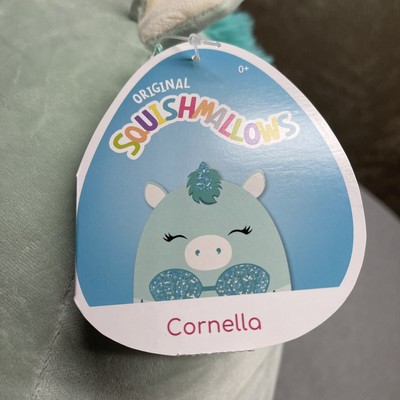 ORIGINAL
0+
SQUISHMALLOWS
Cornella